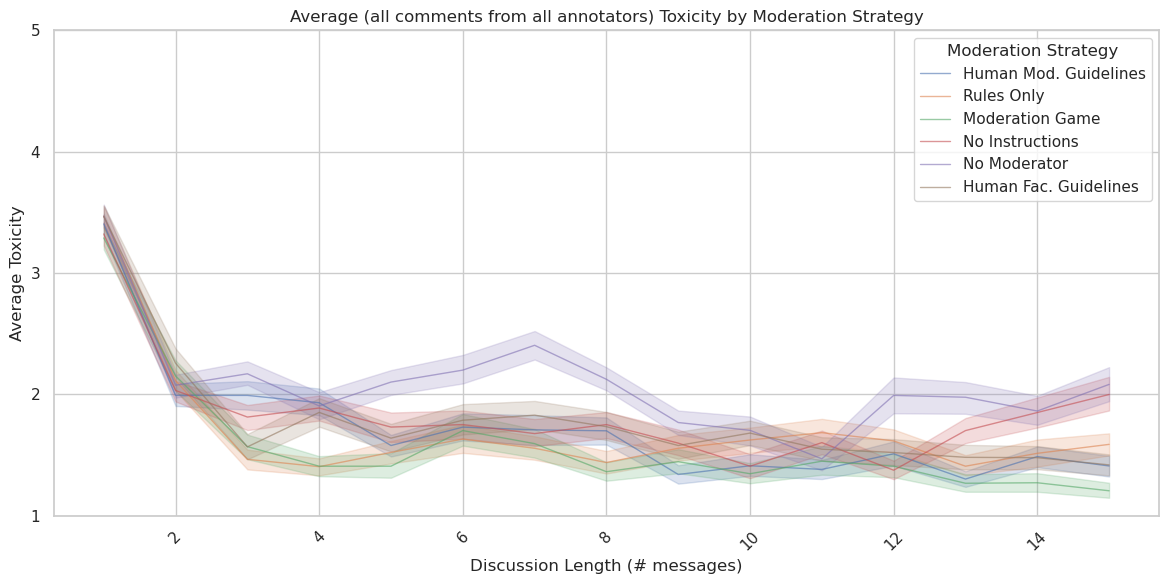 Average (all comments from all annotators) Toxicity by Moderation Strategy
5
4
3
2
1
Average Toxicity
Moderation Strategy
Human Mod. Guidelines
Rules Only
Moderation Game
No Instructions
No Moderator
Human Fac. Guidelines
2
4
6
8
10
12
14
Discussion Length (# messages)